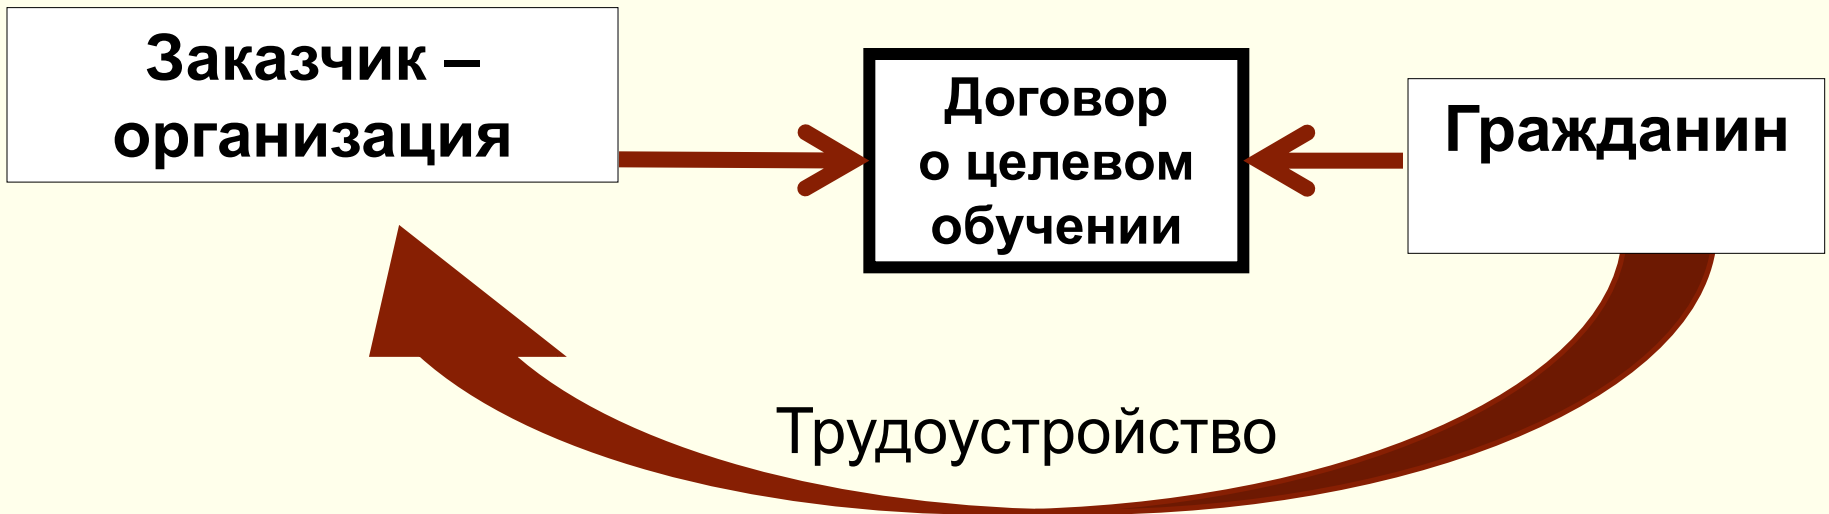 Заказчик –
организация
Договор
о целевом
обучении
Гражданин
Трудоустройство